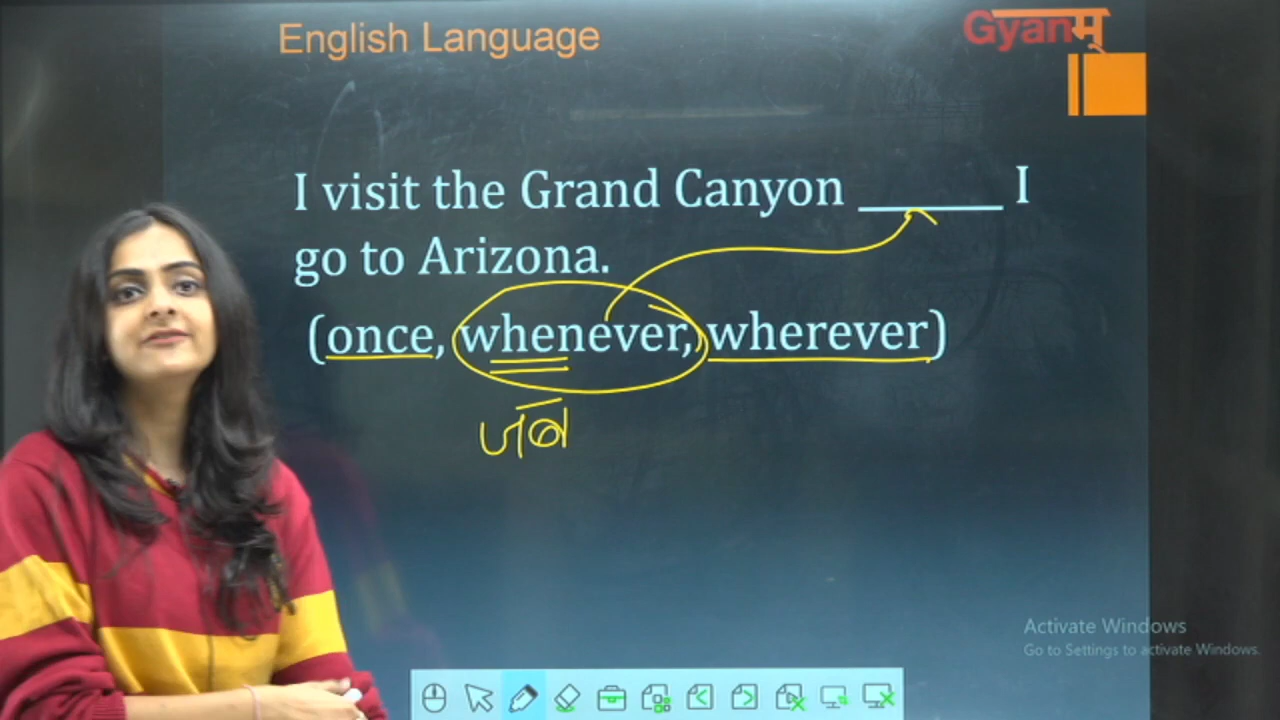 English Language
Gyanम्
I visit the Grand Canyon ______ I
go to Arizona.
(once, whenever, wherever)
जब
Activate Windows
Go to Settings to activate Windows.